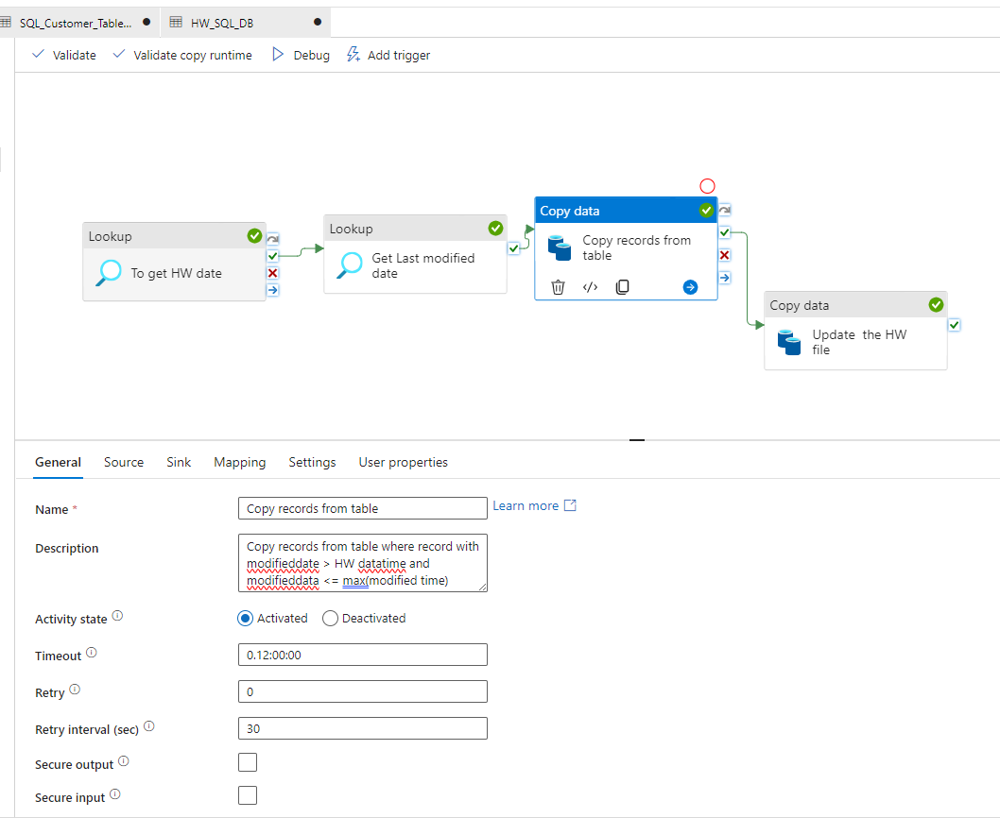 SQL_Customer_Table...
HW_SQL_DB
Validate
Validate copy runtime
Debug
Add trigger
Lookup
To get HW date
Lookup
Get Last modified
date
Copy data
Copy records from
table
Copy data
Update the HW
file
General
Source
Sink
Mapping
Settings
User properties
Name *
Copy records from table
Learn more
Description
Copy records from table where record with
modifieddate > HW datatime and
modifieddata <= max(modified time)
Activity state
Activated
Deactivated
Timeout
0.12:00:00
Retry
0
Retry interval (sec)
30
Secure output
Secure input